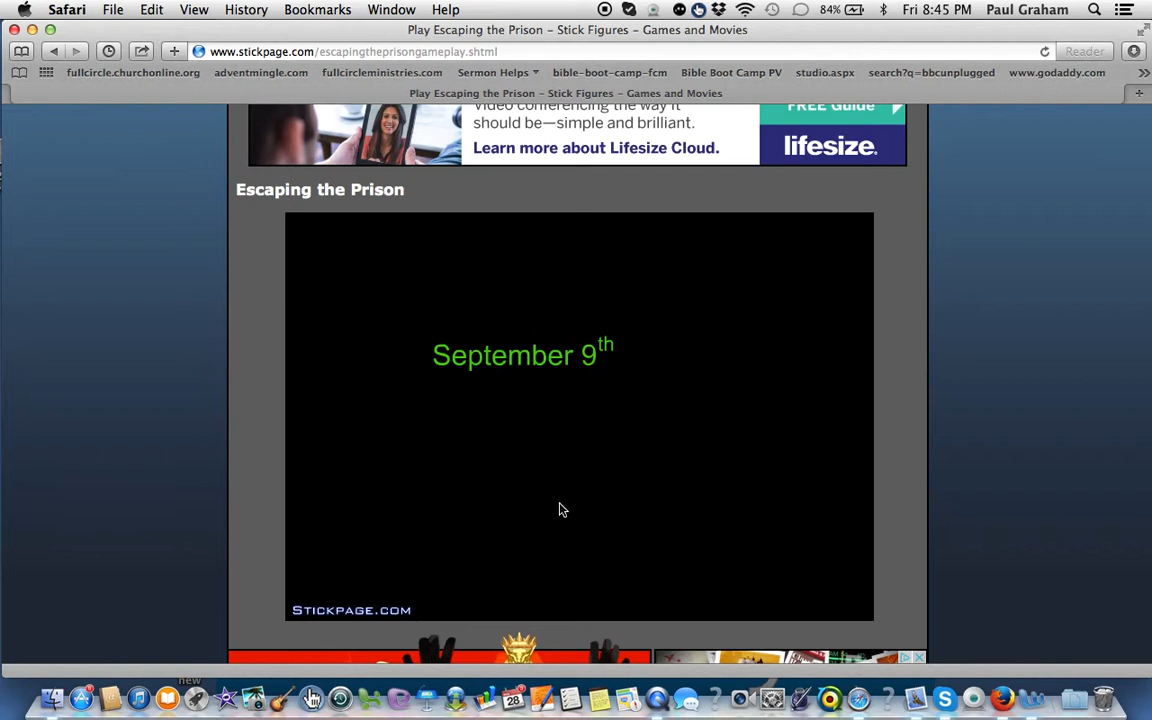 Safari File Edit View History Bookmarks Window Help 84% Fri 8:45 PM Paul Graham
Play Escaping the Prison – Stick Figures – Games and Movies
www.stickpage.com/escapingtheprisongameplay.shtml Reader
fullcircle.churchonline.org adventmingle.com fullcircleministries.com Sermon Helps bible-boot-camp-fcm Bible Boot Camp PV studio.aspx search?q=bbcunplugged www.godaddy.com
Play Escaping the Prison – Stick Figures – Games and Movies
Video conferencing the way it
should be—simple and brilliant.
Learn more about Lifesize Cloud.
FREE Guide
lifesize.
Escaping the Prison
September 9th
STICKPAGE.COM
new
28